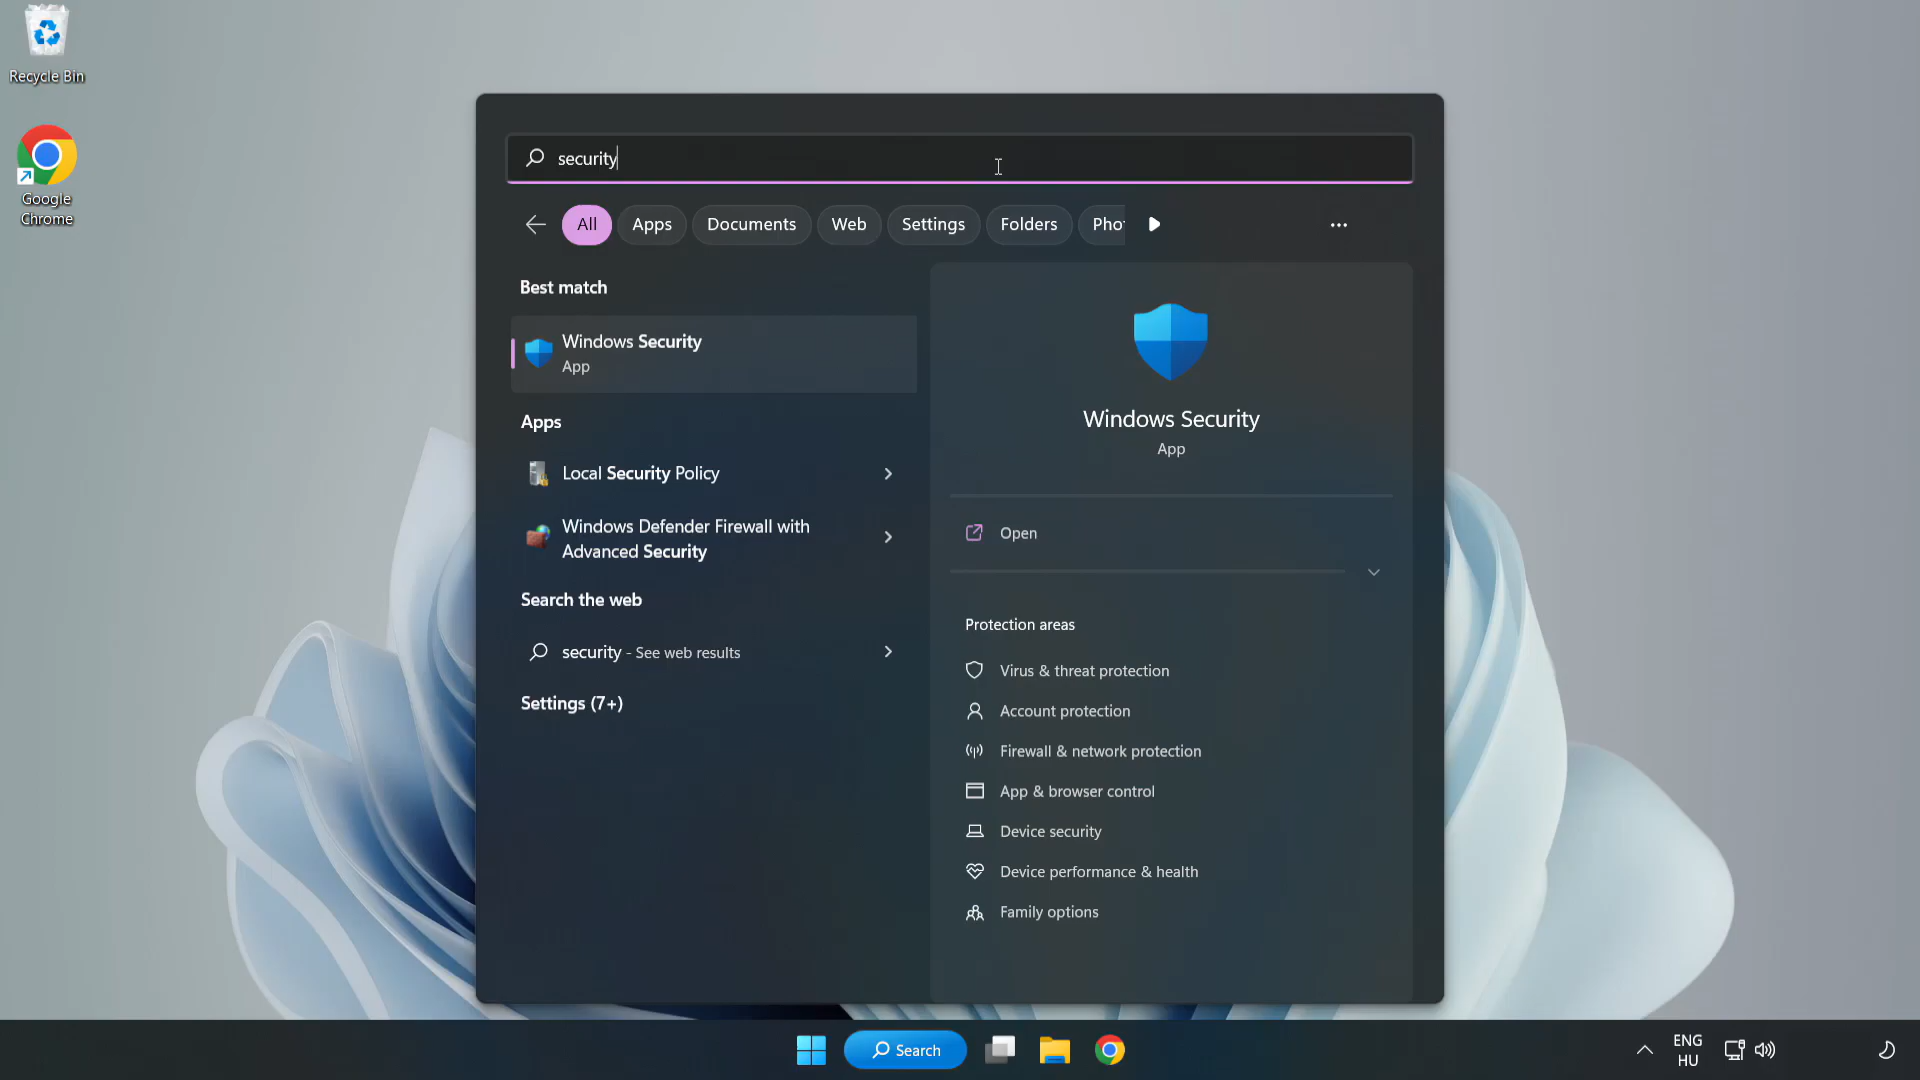 Recycle Bin
Google
Chrome
security
All
Apps
Documents
Web
Settings
Folders
Pho
Best match
Windows Security
App
Apps
Local Security Policy
Windows Defender Firewall with
Advanced Security
Search the web
security - See web results
Settings (7+)
Windows Security
App
Open
Protection areas
Virus & threat protection
Account protection
Firewall & network protection
App & browser control
Device security
Device performance & health
Family options
Search
ENG
HU